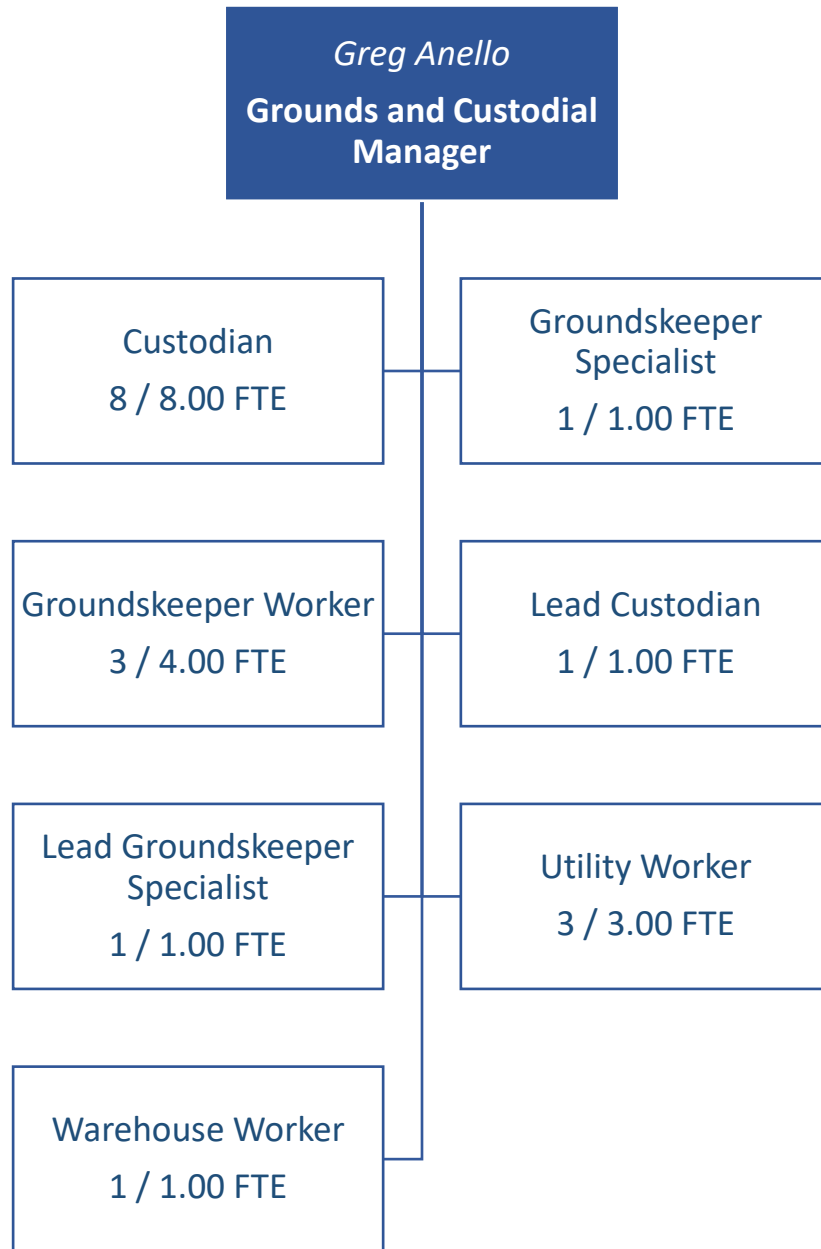 Greg Anello
Grounds and Custodial
Manager
Custodian
8 / 8.00 FTE
Groundskeeper
Specialist
1 / 1.00 FTE
Groundskeeper Worker
3 / 4.00 FTE
Lead Custodian
1 / 1.00 FTE
Lead Groundskeeper
Specialist
1 / 1.00 FTE
Utility Worker
3 / 3.00 FTE
Warehouse Worker
1 / 1.00 FTE